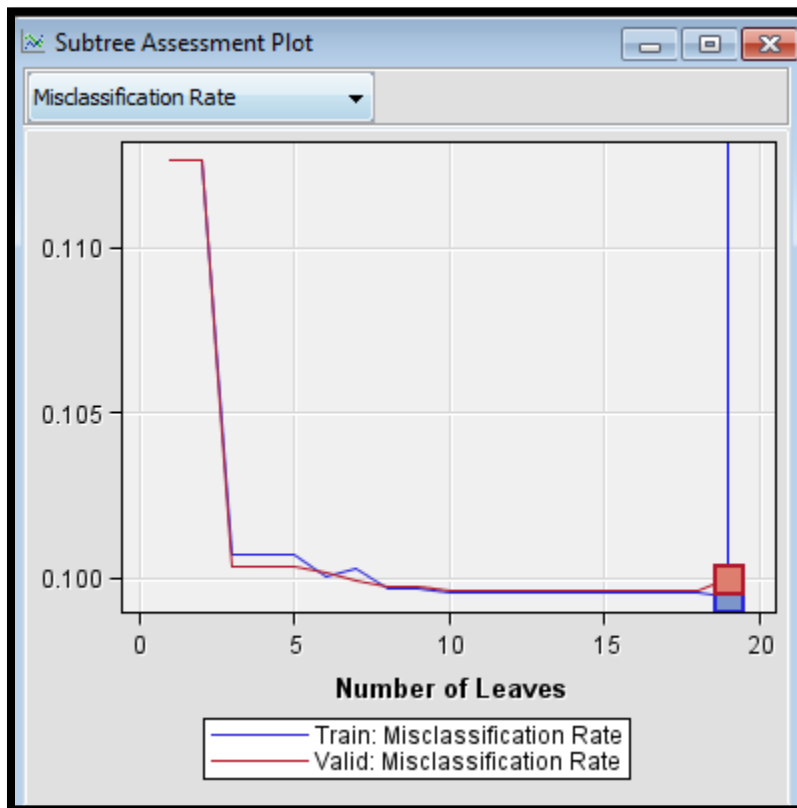 Subtree Assessment Plot
Misclassification Rate
0.110
0.105
0.100
0 5 10 15 20
Number of Leaves
Train: Misclassification Rate
Valid: Misclassification Rate